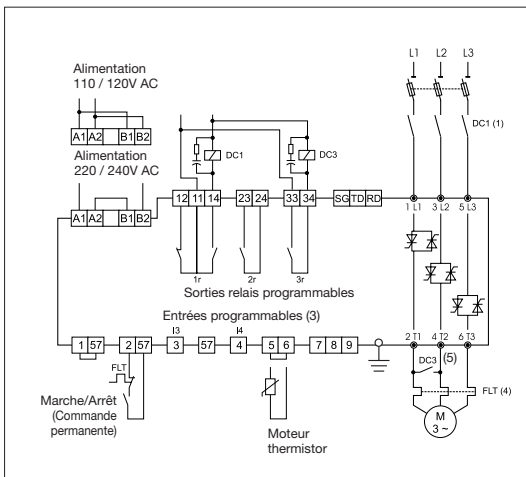 L1 L2 L3
Alimentation
110 / 120V AC
A1 A2 B1 B2
DC1 (1)
Alimentation
220 / 240V AC
DC1 DC3
A1 A2 B1 B2
12 11 14 23 24 33 34 SG TD RD
1 L1 3 L2 5 L3
1r 2r 3r
Sorties relais programmables
Entrées programmables (3)
I3 I4
1 57 2 57 3 57 4 5 6 7 8 9
2 T1 4 T2 6 T3
(5)
DC3
FLT
FLT (4)
Marche/Arrêt
(Commande
permanente)
Moteur
thermistor
M
3 ~